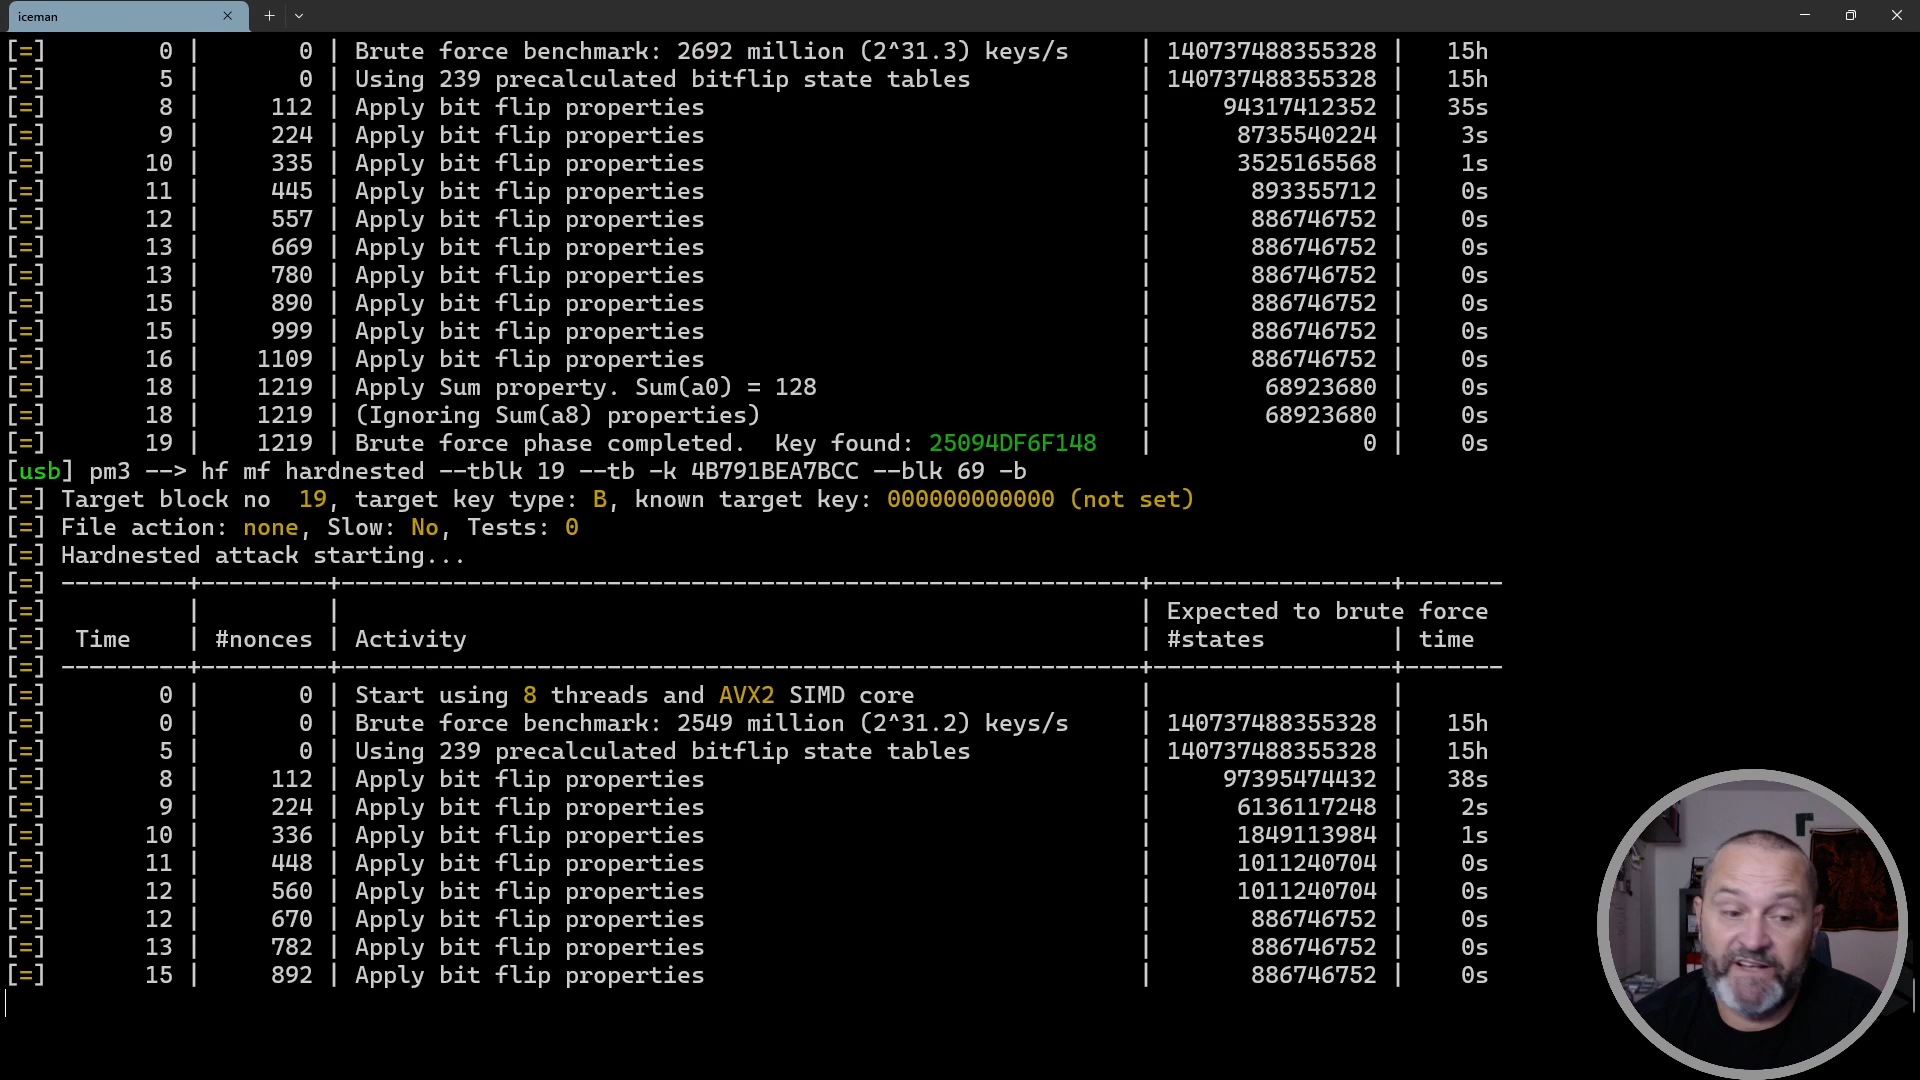 iceman
[=] 0 | 0 | Brute force benchmark: 2692 million (2^31.3) keys/s | 140737488355328 | 15h
[=] 5 | 0 | Using 239 precalculated bitflip state tables | 140737488355328 | 15h
[=] 8 | 112 | Apply bit flip properties | 94317412352 | 35s
[=] 9 | 224 | Apply bit flip properties | 8735540224 | 3s
[=] 10 | 335 | Apply bit flip properties | 3525165568 | 1s
[=] 11 | 445 | Apply bit flip properties | 893355712 | 0s
[=] 12 | 557 | Apply bit flip properties | 886746752 | 0s
[=] 13 | 669 | Apply bit flip properties | 886746752 | 0s
[=] 13 | 780 | Apply bit flip properties | 886746752 | 0s
[=] 15 | 890 | Apply bit flip properties | 886746752 | 0s
[=] 15 | 999 | Apply bit flip properties | 886746752 | 0s
[=] 16 | 1109 | Apply bit flip properties | 886746752 | 0s
[=] 18 | 1219 | Apply Sum property. Sum(a0) = 128 | 68923680 | 0s
[=] 18 | 1219 | (Ignoring Sum(a8) properties) | 68923680 | 0s
[=] 19 | 1219 | Brute force phase completed. Key found: 25094DF6F148 | 0 | 0s
[usb] pm3 --> hf mf hardnested --tblk 19 --tb -k 4B791BEA7BCC --blk 69 -b
[=] Target block no 19, target key type: B, known target key: 000000000000 (not set)
[=] File action: none, Slow: No, Tests: 0
[=] Hardnested attack starting...
[=] ---------+---------+---------------------------------------------------------+-----------------+-------
[=] | | | Expected to brute force
[=] Time | #nonces | Activity | #states | time
[=] ---------+---------+---------------------------------------------------------+-----------------+-------
[=] 0 | 0 | Start using 8 threads and AVX2 SIMD core | |
[=] 0 | 0 | Brute force benchmark: 2549 million (2^31.2) keys/s | 140737488355328 | 15h
[=] 5 | 0 | Using 239 precalculated bitflip state tables | 140737488355328 | 15h
[=] 8 | 112 | Apply bit flip properties | 97395474432 | 38s
[=] 9 | 224 | Apply bit flip properties | 6136117248 | 2s
[=] 10 | 336 | Apply bit flip properties | 1849113984 | 1s
[=] 11 | 448 | Apply bit flip properties | 1011240704 | 0s
[=] 12 | 560 | Apply bit flip properties | 1011240704 | 0s
[=] 12 | 670 | Apply bit flip properties | 886746752 | 0s
[=] 13 | 782 | Apply bit flip properties | 886746752 | 0s
[=] 15 | 892 | Apply bit flip properties | 886746752 | 0s